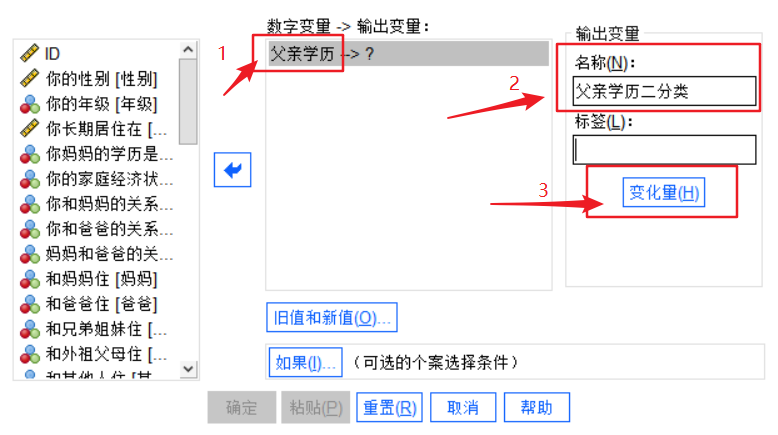 数字变量 -> 输出变量：
ID
你的性别 [性别]
你的年级 [年级]
你长期居住在 [...
你妈妈的学历是...
你的家庭经济状...
你和妈妈的关系...
你和爸爸的关系...
妈妈和爸爸的关...
和妈妈住 [妈妈]
和爸爸住 [爸爸]
和兄弟姐妹住 [...
和外祖父母住 [...
和其他人住 [其
1
父亲学历 --> ?
输出变量
名称(N)：
2
父亲学历二分类
标签(L)：
3
变化量(H)
旧值和新值(O)...
如果(I)... （可选的个案选择条件）
确定 粘贴(P) 重置(R) 取消 帮助